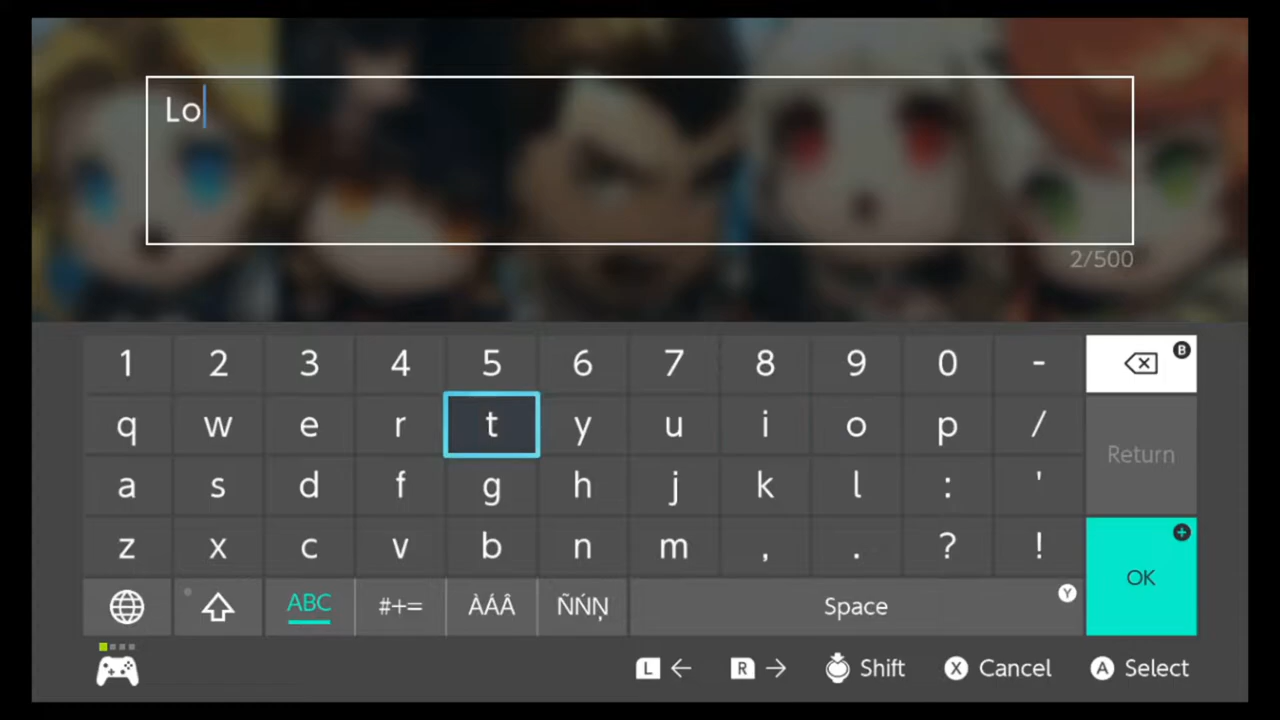 Lo
2/500
1 2 3 4 5 6 7 8 9 0 -
B
q w e r t y u i o p /
Return
a s d f g h j k l : '
z x c v b n m , . ? !
+
OK
ABC #+= ÀÁÂ ÑŃŅ Space Y
L ← R → Shift X Cancel A Select